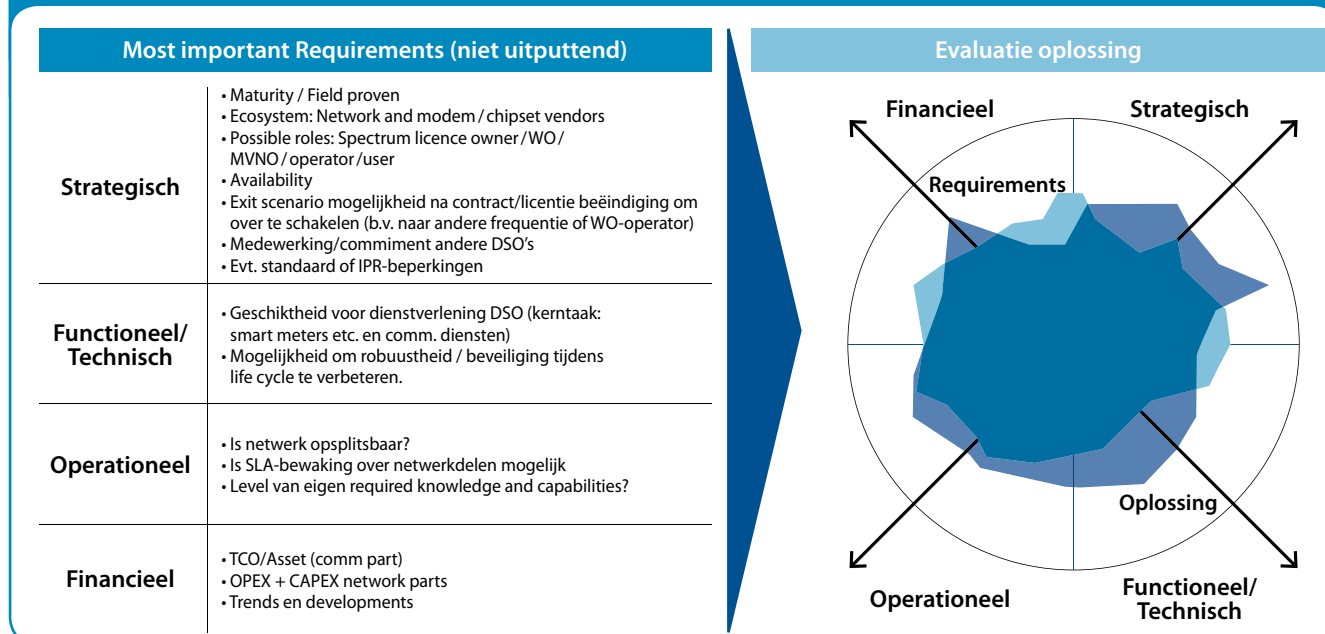 Most important Requirements (niet uitputtend)
Strategisch
• Maturity / Field proven
• Ecosystem: Network and modem / chipset vendors
• Possible roles: Spectrum licence owner / WO /
MVNO / operator / user
• Availability
• Exit scenario mogelijkheid na contract/licentie beëindiging om
over te schakelen (b.v. naar andere frequentie of WO-operator)
• Medewerking/commiment andere DSO's
• Evt. standaard of IPR-beperkingen
Functioneel/
Technisch
• Geschiktheid voor dienstverlening DSO (kerntaak:
smart meters etc. en comm. diensten)
• Mogelijkheid om robuustheid / beveiliging tijdens
life cycle te verbeteren.
Operationeel
• Is netwerk opsplitsbaar?
• Is SLA-bewaking over netwerkdelen mogelijk
• Level van eigen required knowledge and capabilities?
Financieel
• TCO/Asset (comm part)
• OPEX + CAPEX network parts
• Trends en developments
Evaluatie oplossing
Financieel
Strategisch
Requirements
Oplossing
Operationeel
Functioneel/
Technisch